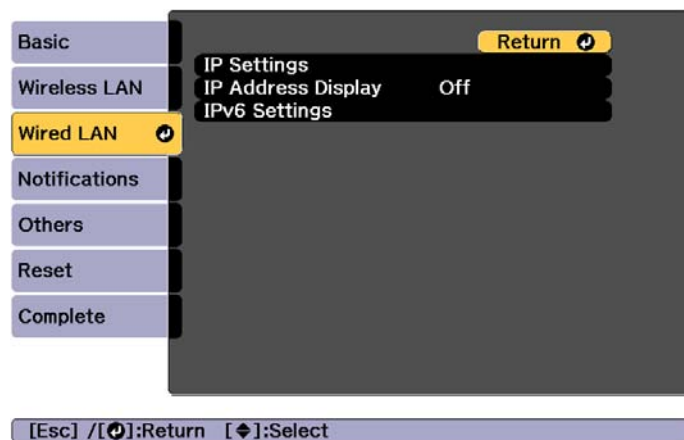 Basic
Wireless LAN
Wired LAN
Notifications
Others
Reset
Complete
Return
IP Settings
IP Address Display Off
IPv6 Settings
[Esc] /[⏎]:Return [◆]:Select